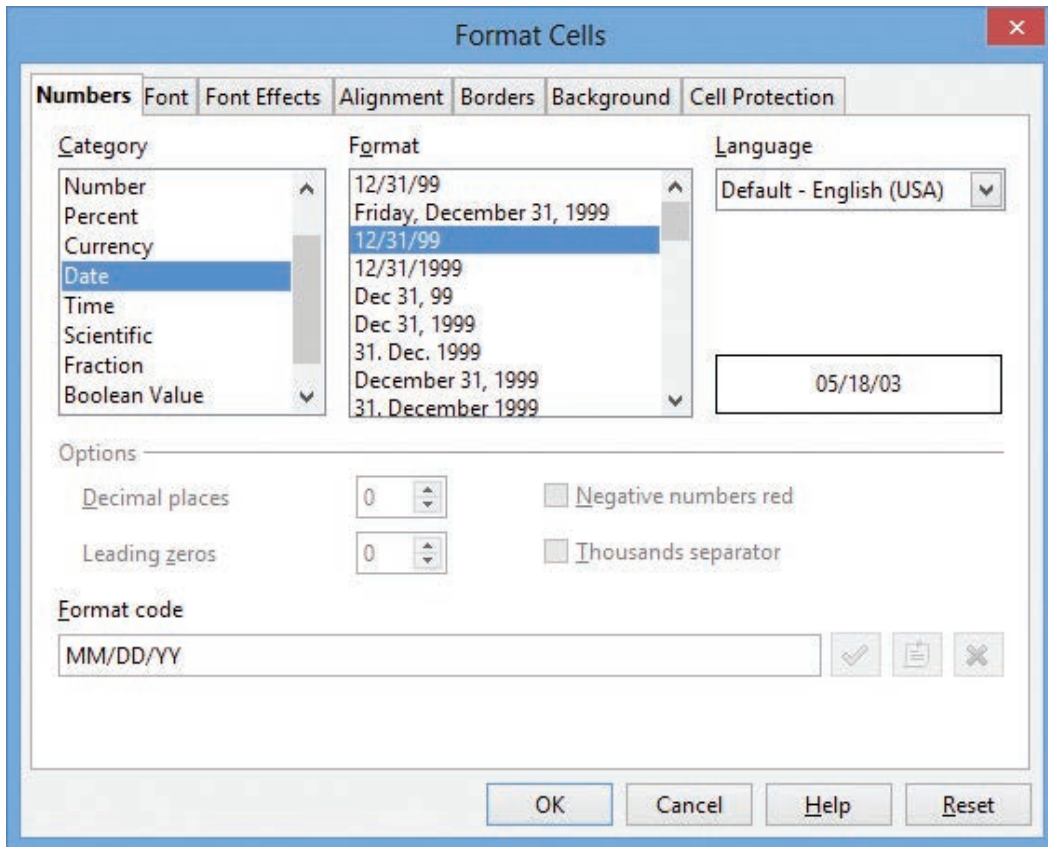 Format Cells
Numbers Font Font Effects Alignment Borders Background Cell Protection
Category
Number
Percent
Currency
Date
Time
Scientific
Fraction
Boolean Value
Format
12/31/99
Friday, December 31, 1999
12/31/99
12/31/1999
Dec 31, 99
Dec 31, 1999
31. Dec. 1999
December 31, 1999
31. December 1999
Language
Default - English (USA)
05/18/03
Options
Decimal places 0 Negative numbers red
Leading zeros 0 Thousands separator
Format code
MM/DD/YY
OK Cancel Help Reset